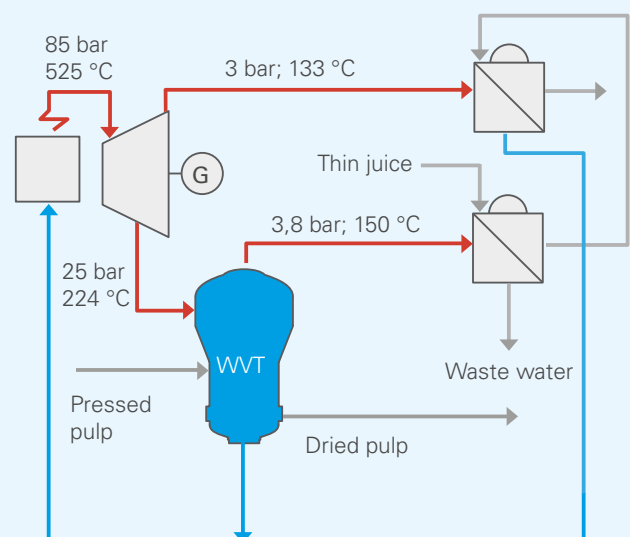 85 bar
525 °C
3 bar; 133 °C
G
Thin juice
3,8 bar; 150 °C
25 bar
224 °C
WVT
Waste water
Pressed
pulp
Dried pulp